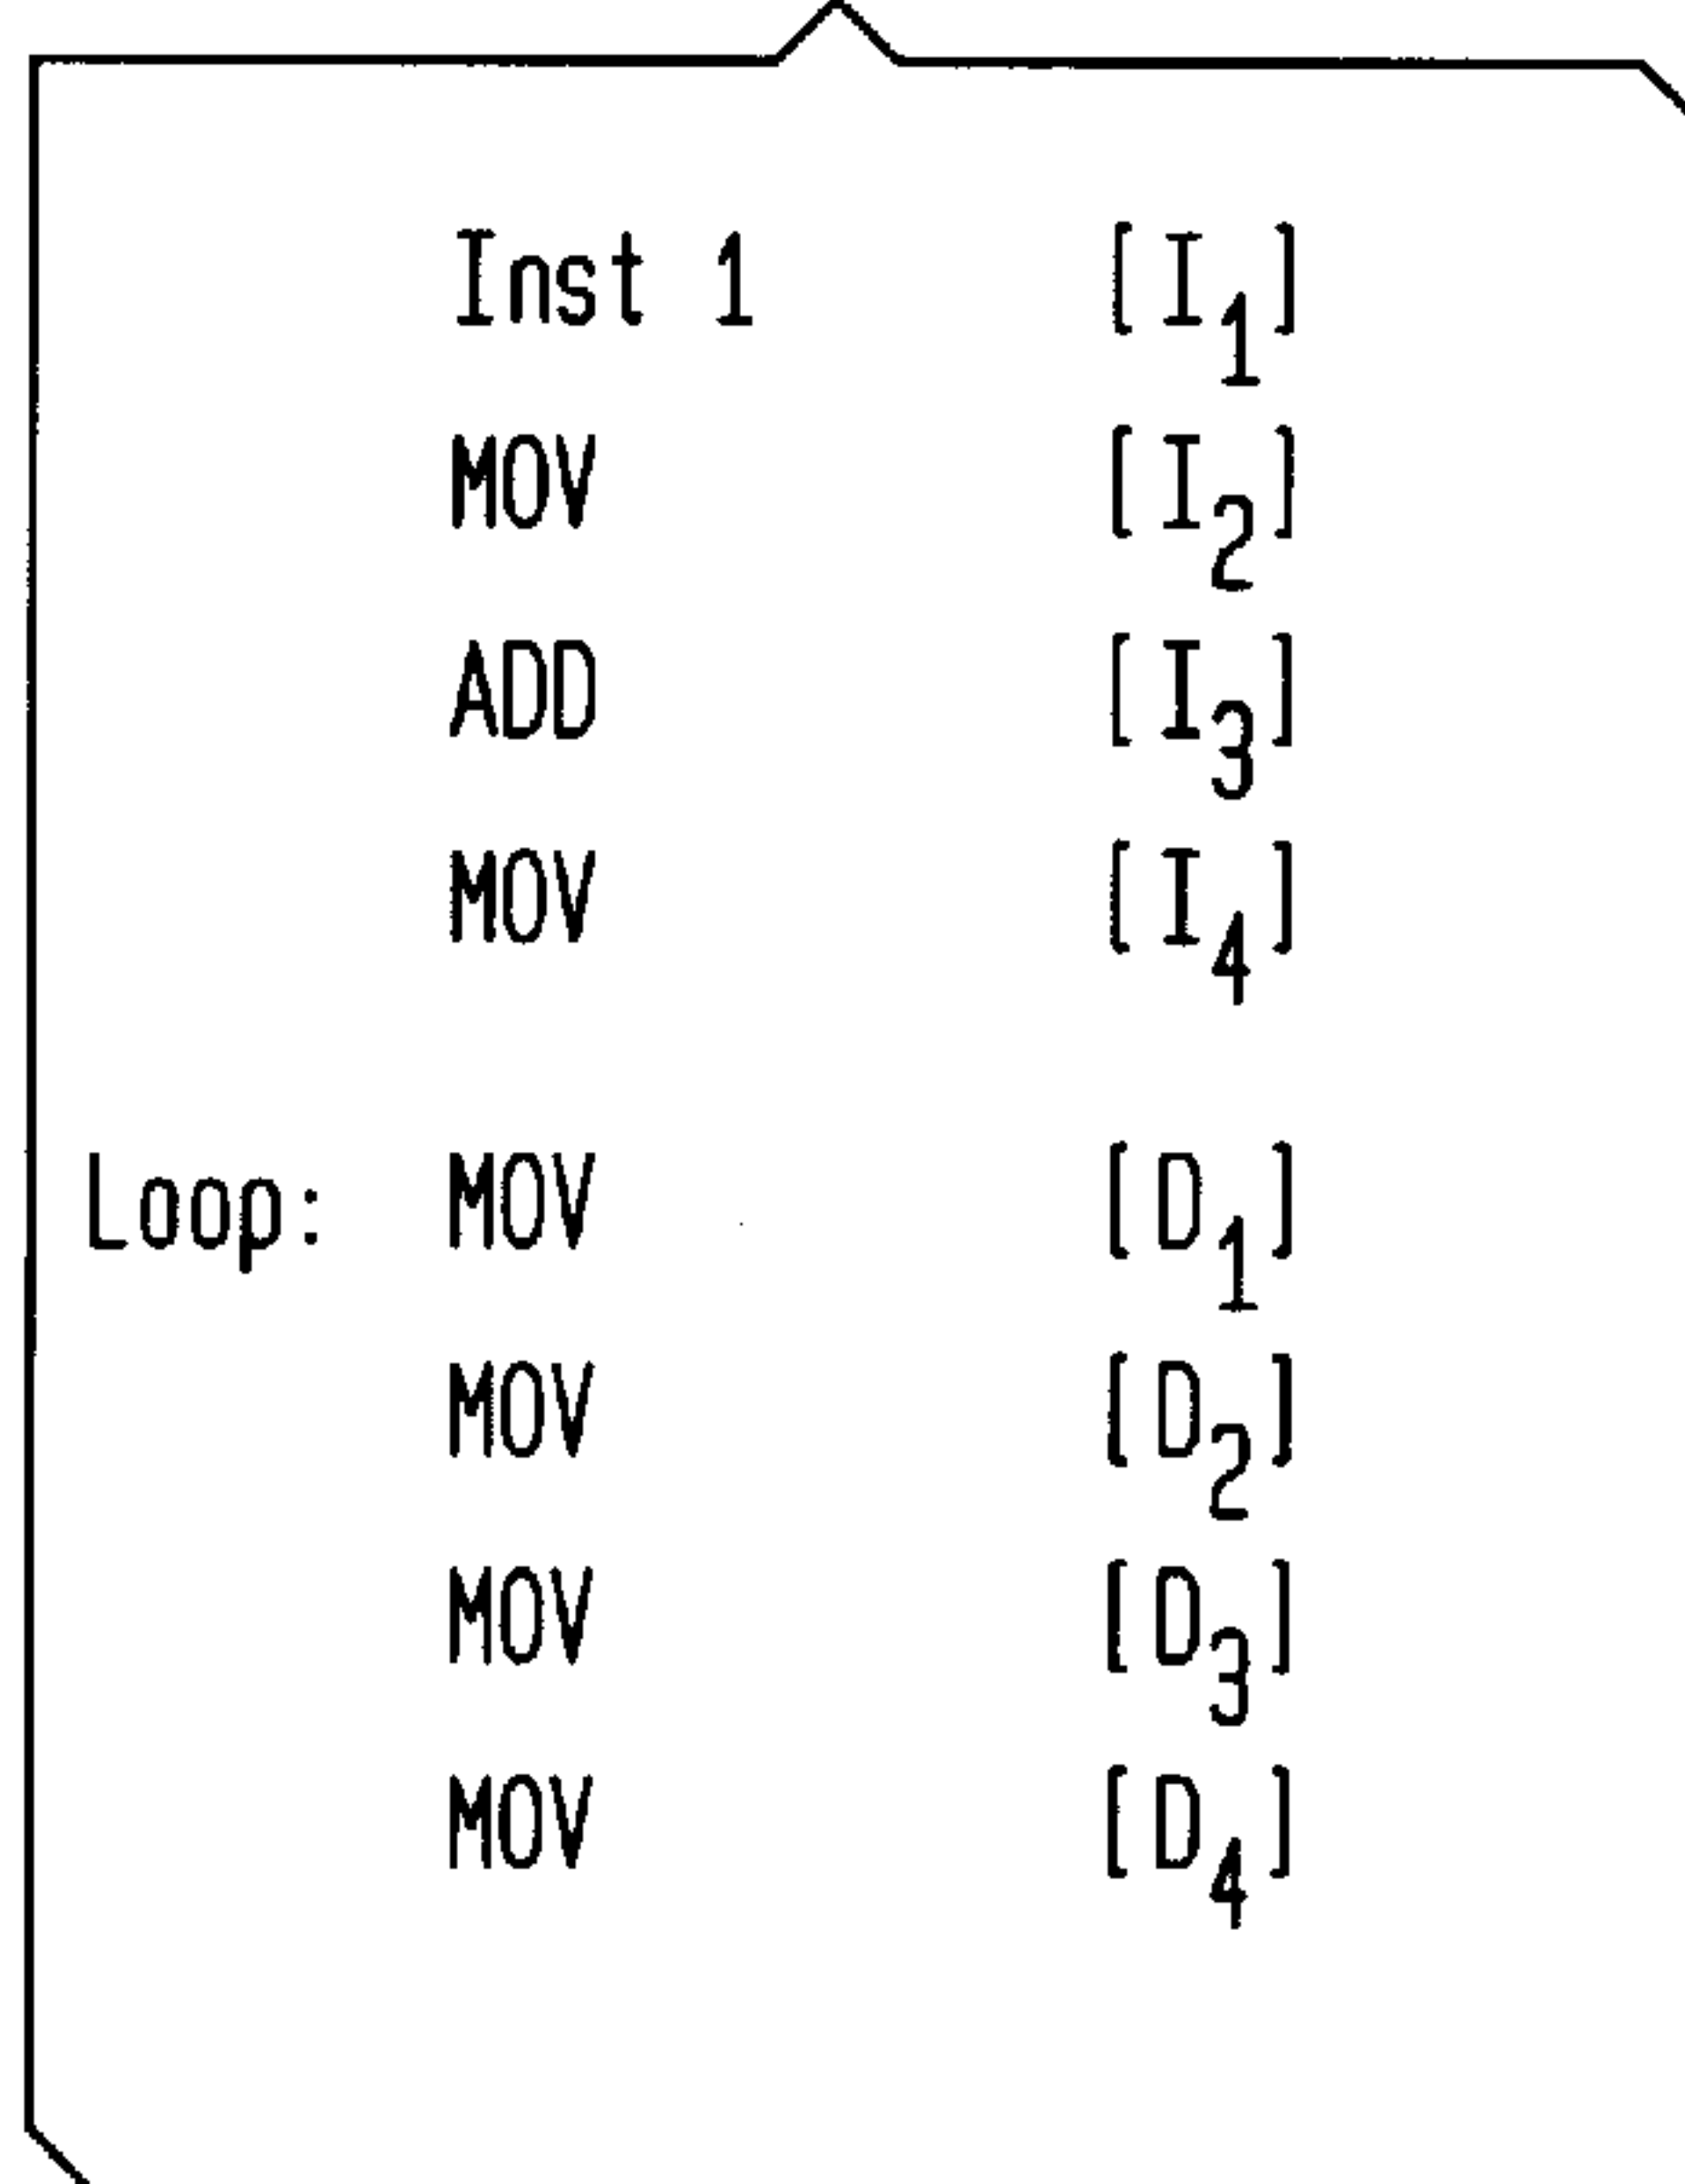 Inst 1 [I₁]
MOV [I₂]
ADD [I₃]
MOV [I₄]
Loop: MOV [D₁]
MOV [D₂]
MOV [D₃]
MOV [D₄]